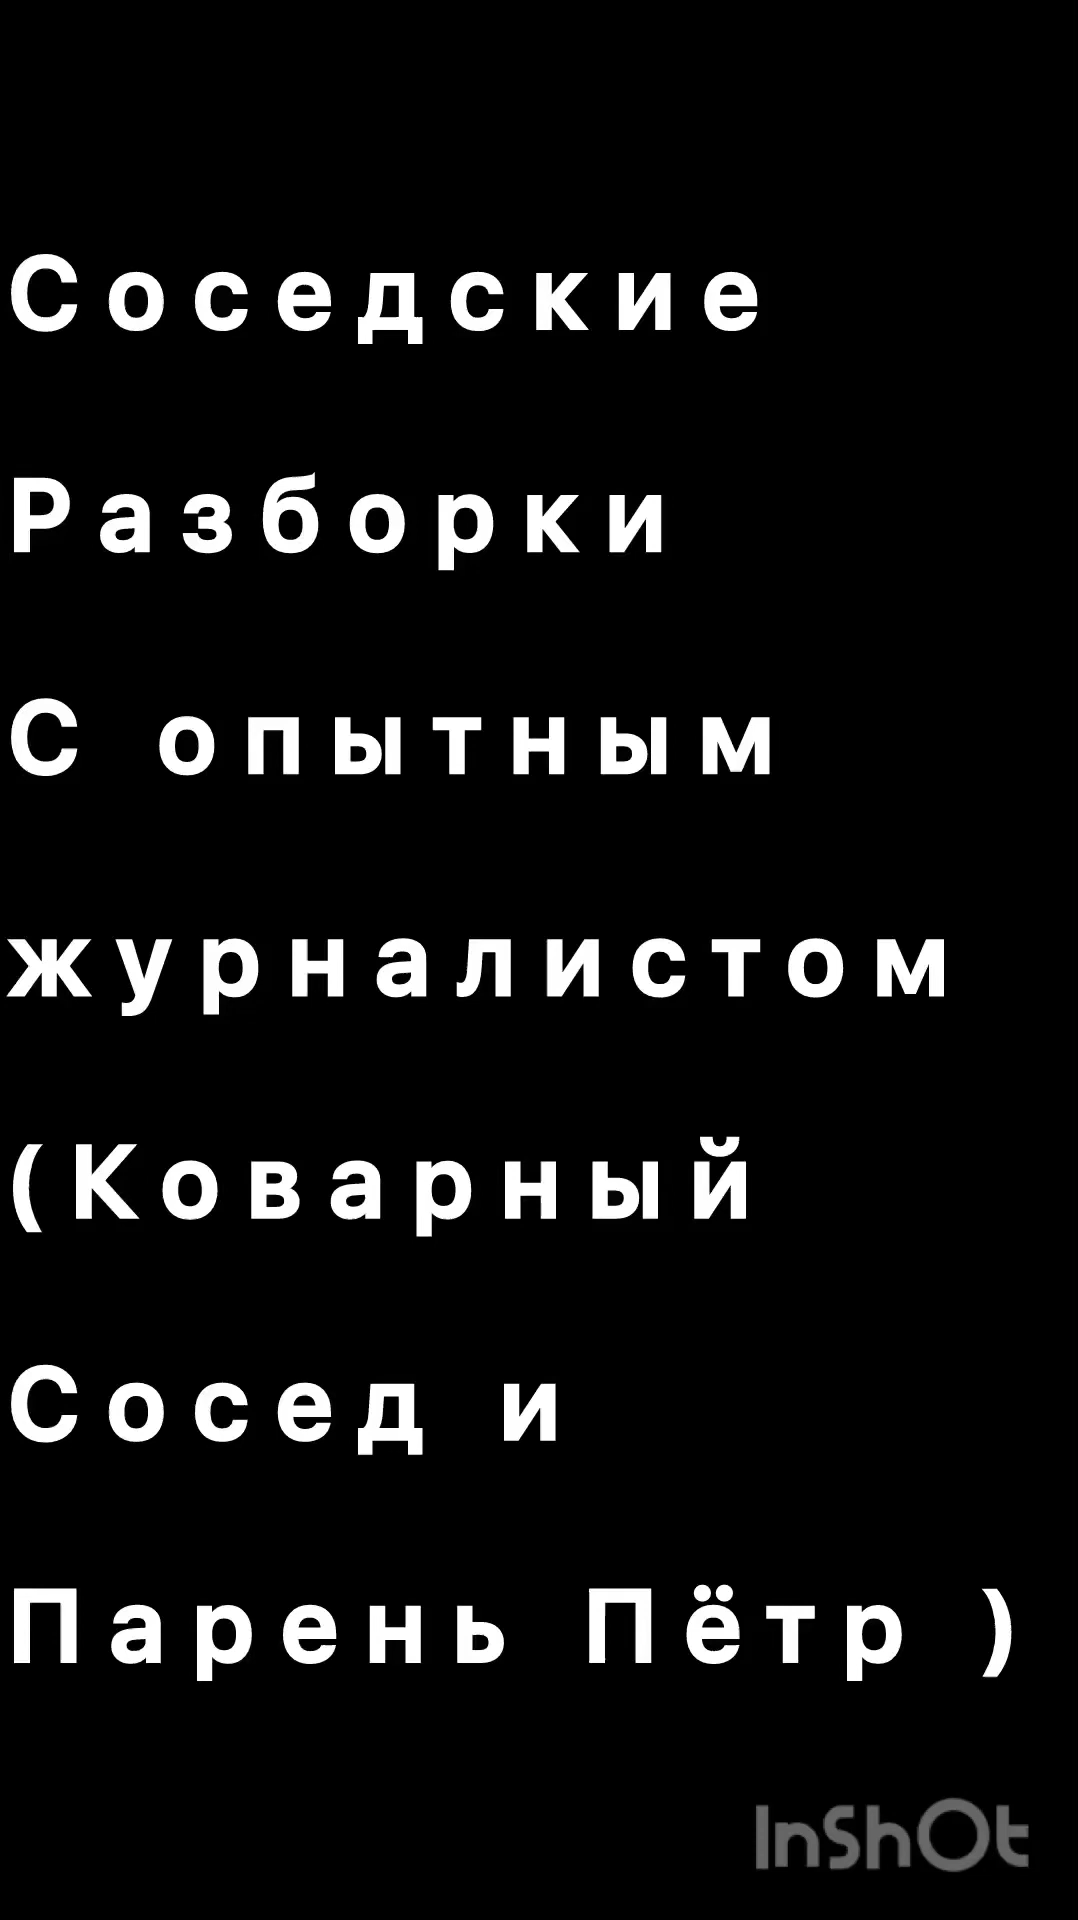 Соседские
Разборки
С опытным
журналистом
(Коварный
Сосед и
Парень Пётр )
InShOt